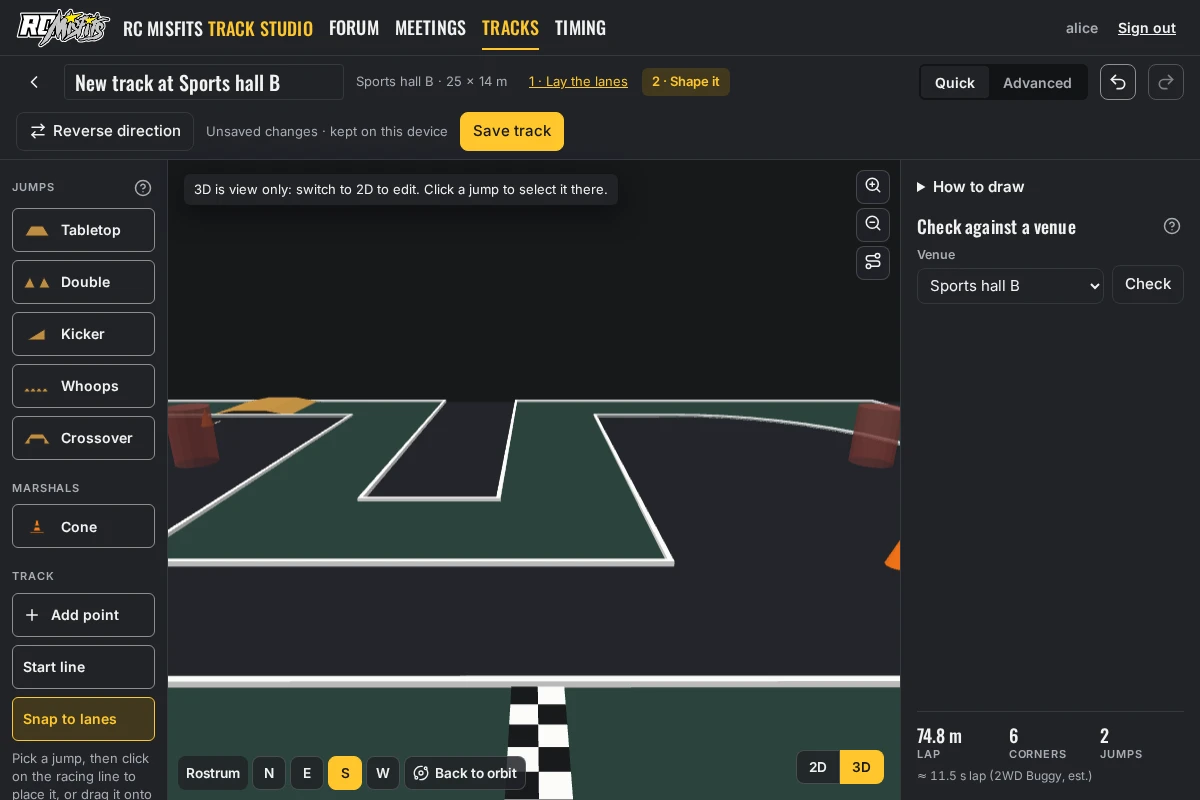 RC Misfits
RC MISFITS TRACK STUDIO FORUM MEETINGS TRACKS TIMING
alice Sign out
New track at Sports hall B
Sports hall B · 25 × 14 m
1 · Lay the lanes
2 · Shape it
Quick Advanced
Reverse direction
Unsaved changes · kept on this device
Save track
JUMPS
Tabletop
Double
Kicker
Whoops
Crossover
MARSHALS
Cone
TRACK
Add point
Start line
Snap to lanes
Pick a jump, then click
on the racing line to
place it, or drag it onto
3D is view only: switch to 2D to edit. Click a jump to select it there.
Rostrum N E S W Back to orbit
2D 3D
How to draw
Check against a venue
Venue
Sports hall B Check
74.8 m 6 2
LAP CORNERS JUMPS
≈ 11.5 s lap (2WD Buggy, est.)